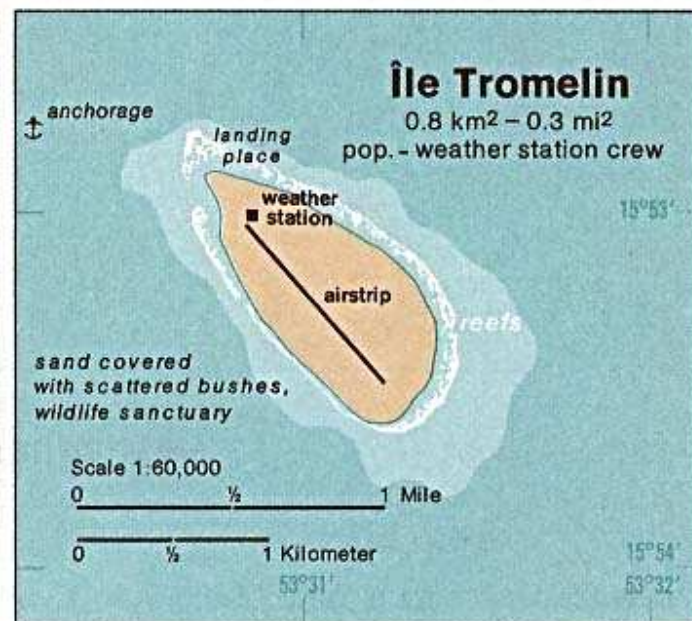 Île Tromelin
0.8 km² – 0.3 mi²
pop. - weather station crew
anchorage
landing
place
weather
station
15°53'
airstrip
reefs
sand covered
with scattered bushes,
wildlife sanctuary
Scale 1:60,000
0 ½ 1 Mile
0 ½ 1 Kilometer
15°54'
53°31' 53°32'